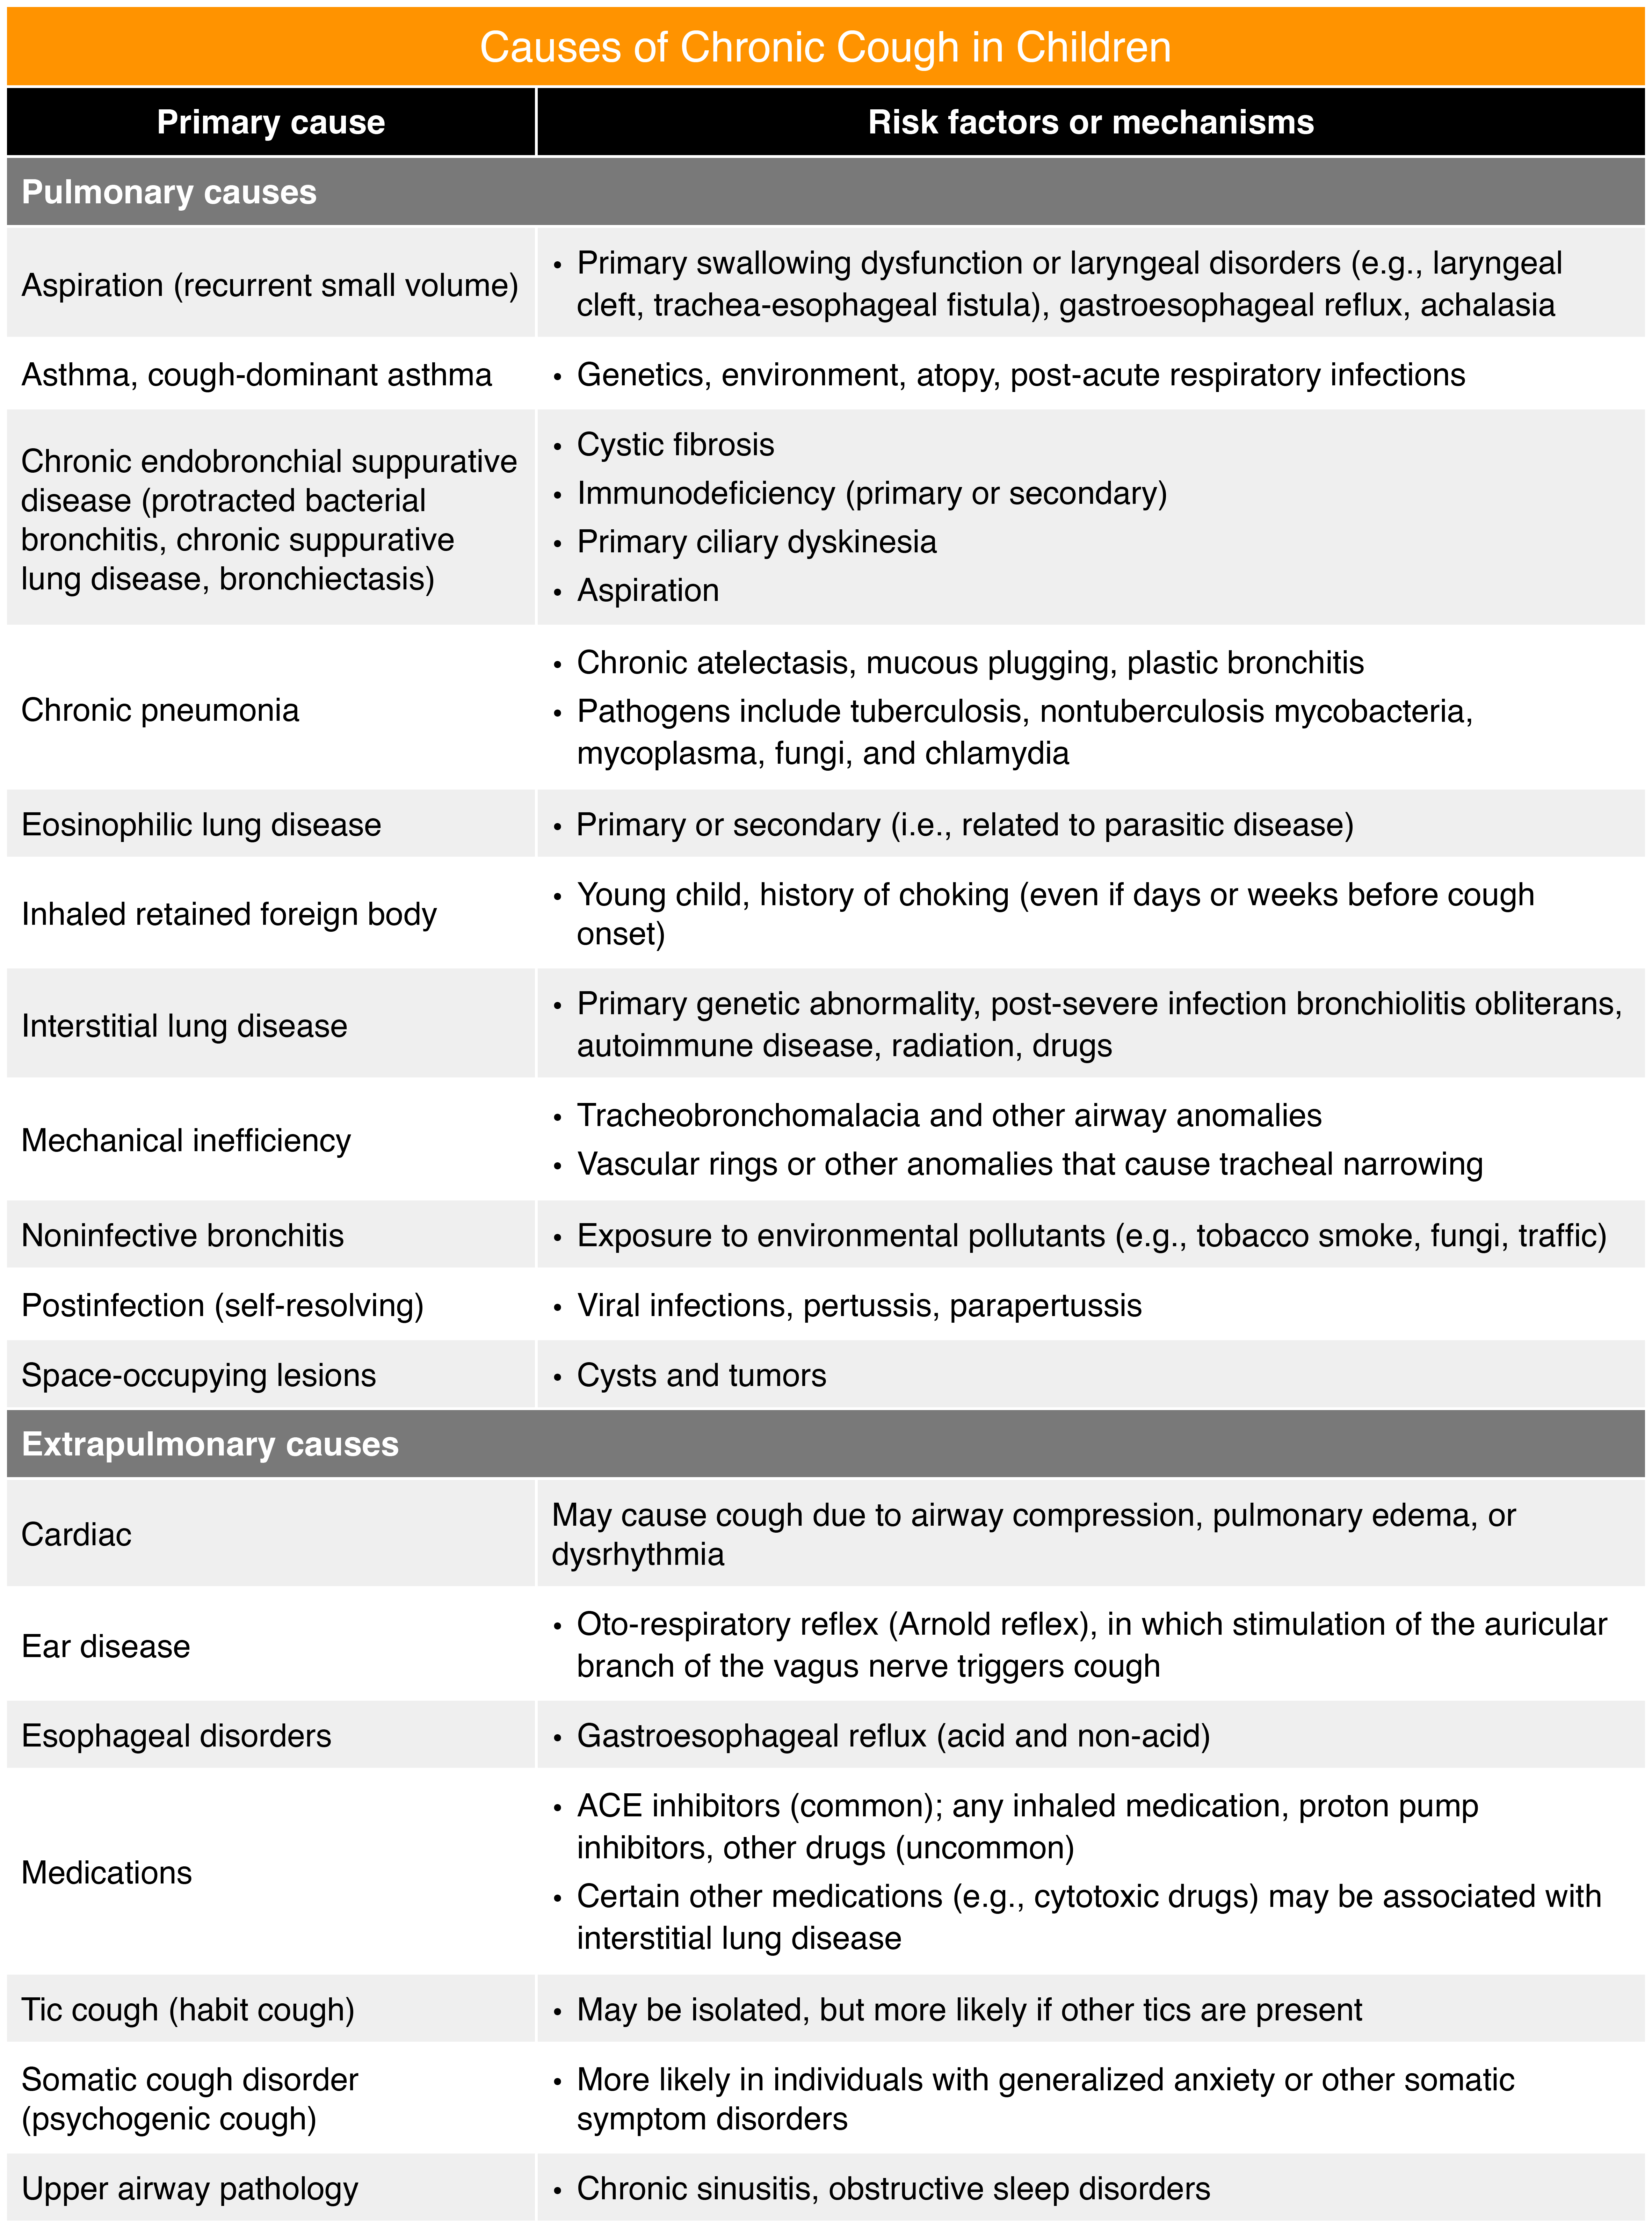 Causes of Chronic Cough in Children
Primary cause
Risk factors or mechanisms
Pulmonary causes
Aspiration (recurrent small volume)
• Primary swallowing dysfunction or laryngeal disorders (e.g., laryngeal
cleft, trachea-esophageal fistula), gastroesophageal reflux, achalasia
Asthma, cough-dominant asthma
• Genetics, environment, atopy, post-acute respiratory infections
Chronic endobronchial suppurative
disease (protracted bacterial
bronchitis, chronic suppurative
lung disease, bronchiectasis)
• Cystic fibrosis
• Immunodeficiency (primary or secondary)
• Primary ciliary dyskinesia
• Aspiration
Chronic pneumonia
• Chronic atelectasis, mucous plugging, plastic bronchitis
• Pathogens include tuberculosis, nontuberculosis mycobacteria,
mycoplasma, fungi, and chlamydia
Eosinophilic lung disease
• Primary or secondary (i.e., related to parasitic disease)
Inhaled retained foreign body
• Young child, history of choking (even if days or weeks before cough
onset)
Interstitial lung disease
• Primary genetic abnormality, post-severe infection bronchiolitis obliterans,
autoimmune disease, radiation, drugs
Mechanical inefficiency
• Tracheobronchomalacia and other airway anomalies
• Vascular rings or other anomalies that cause tracheal narrowing
Noninfective bronchitis
• Exposure to environmental pollutants (e.g., tobacco smoke, fungi, traffic)
Postinfection (self-resolving)
• Viral infections, pertussis, parapertussis
Space-occupying lesions
• Cysts and tumors
Extrapulmonary causes
Cardiac
May cause cough due to airway compression, pulmonary edema, or
dysrhythmia
Ear disease
• Oto-respiratory reflex (Arnold reflex), in which stimulation of the auricular
branch of the vagus nerve triggers cough
Esophageal disorders
• Gastroesophageal reflux (acid and non-acid)
Medications
• ACE inhibitors (common); any inhaled medication, proton pump
inhibitors, other drugs (uncommon)
• Certain other medications (e.g., cytotoxic drugs) may be associated with
interstitial lung disease
Tic cough (habit cough)
• May be isolated, but more likely if other tics are present
Somatic cough disorder
(psychogenic cough)
• More likely in individuals with generalized anxiety or other somatic
symptom disorders
Upper airway pathology
• Chronic sinusitis, obstructive sleep disorders